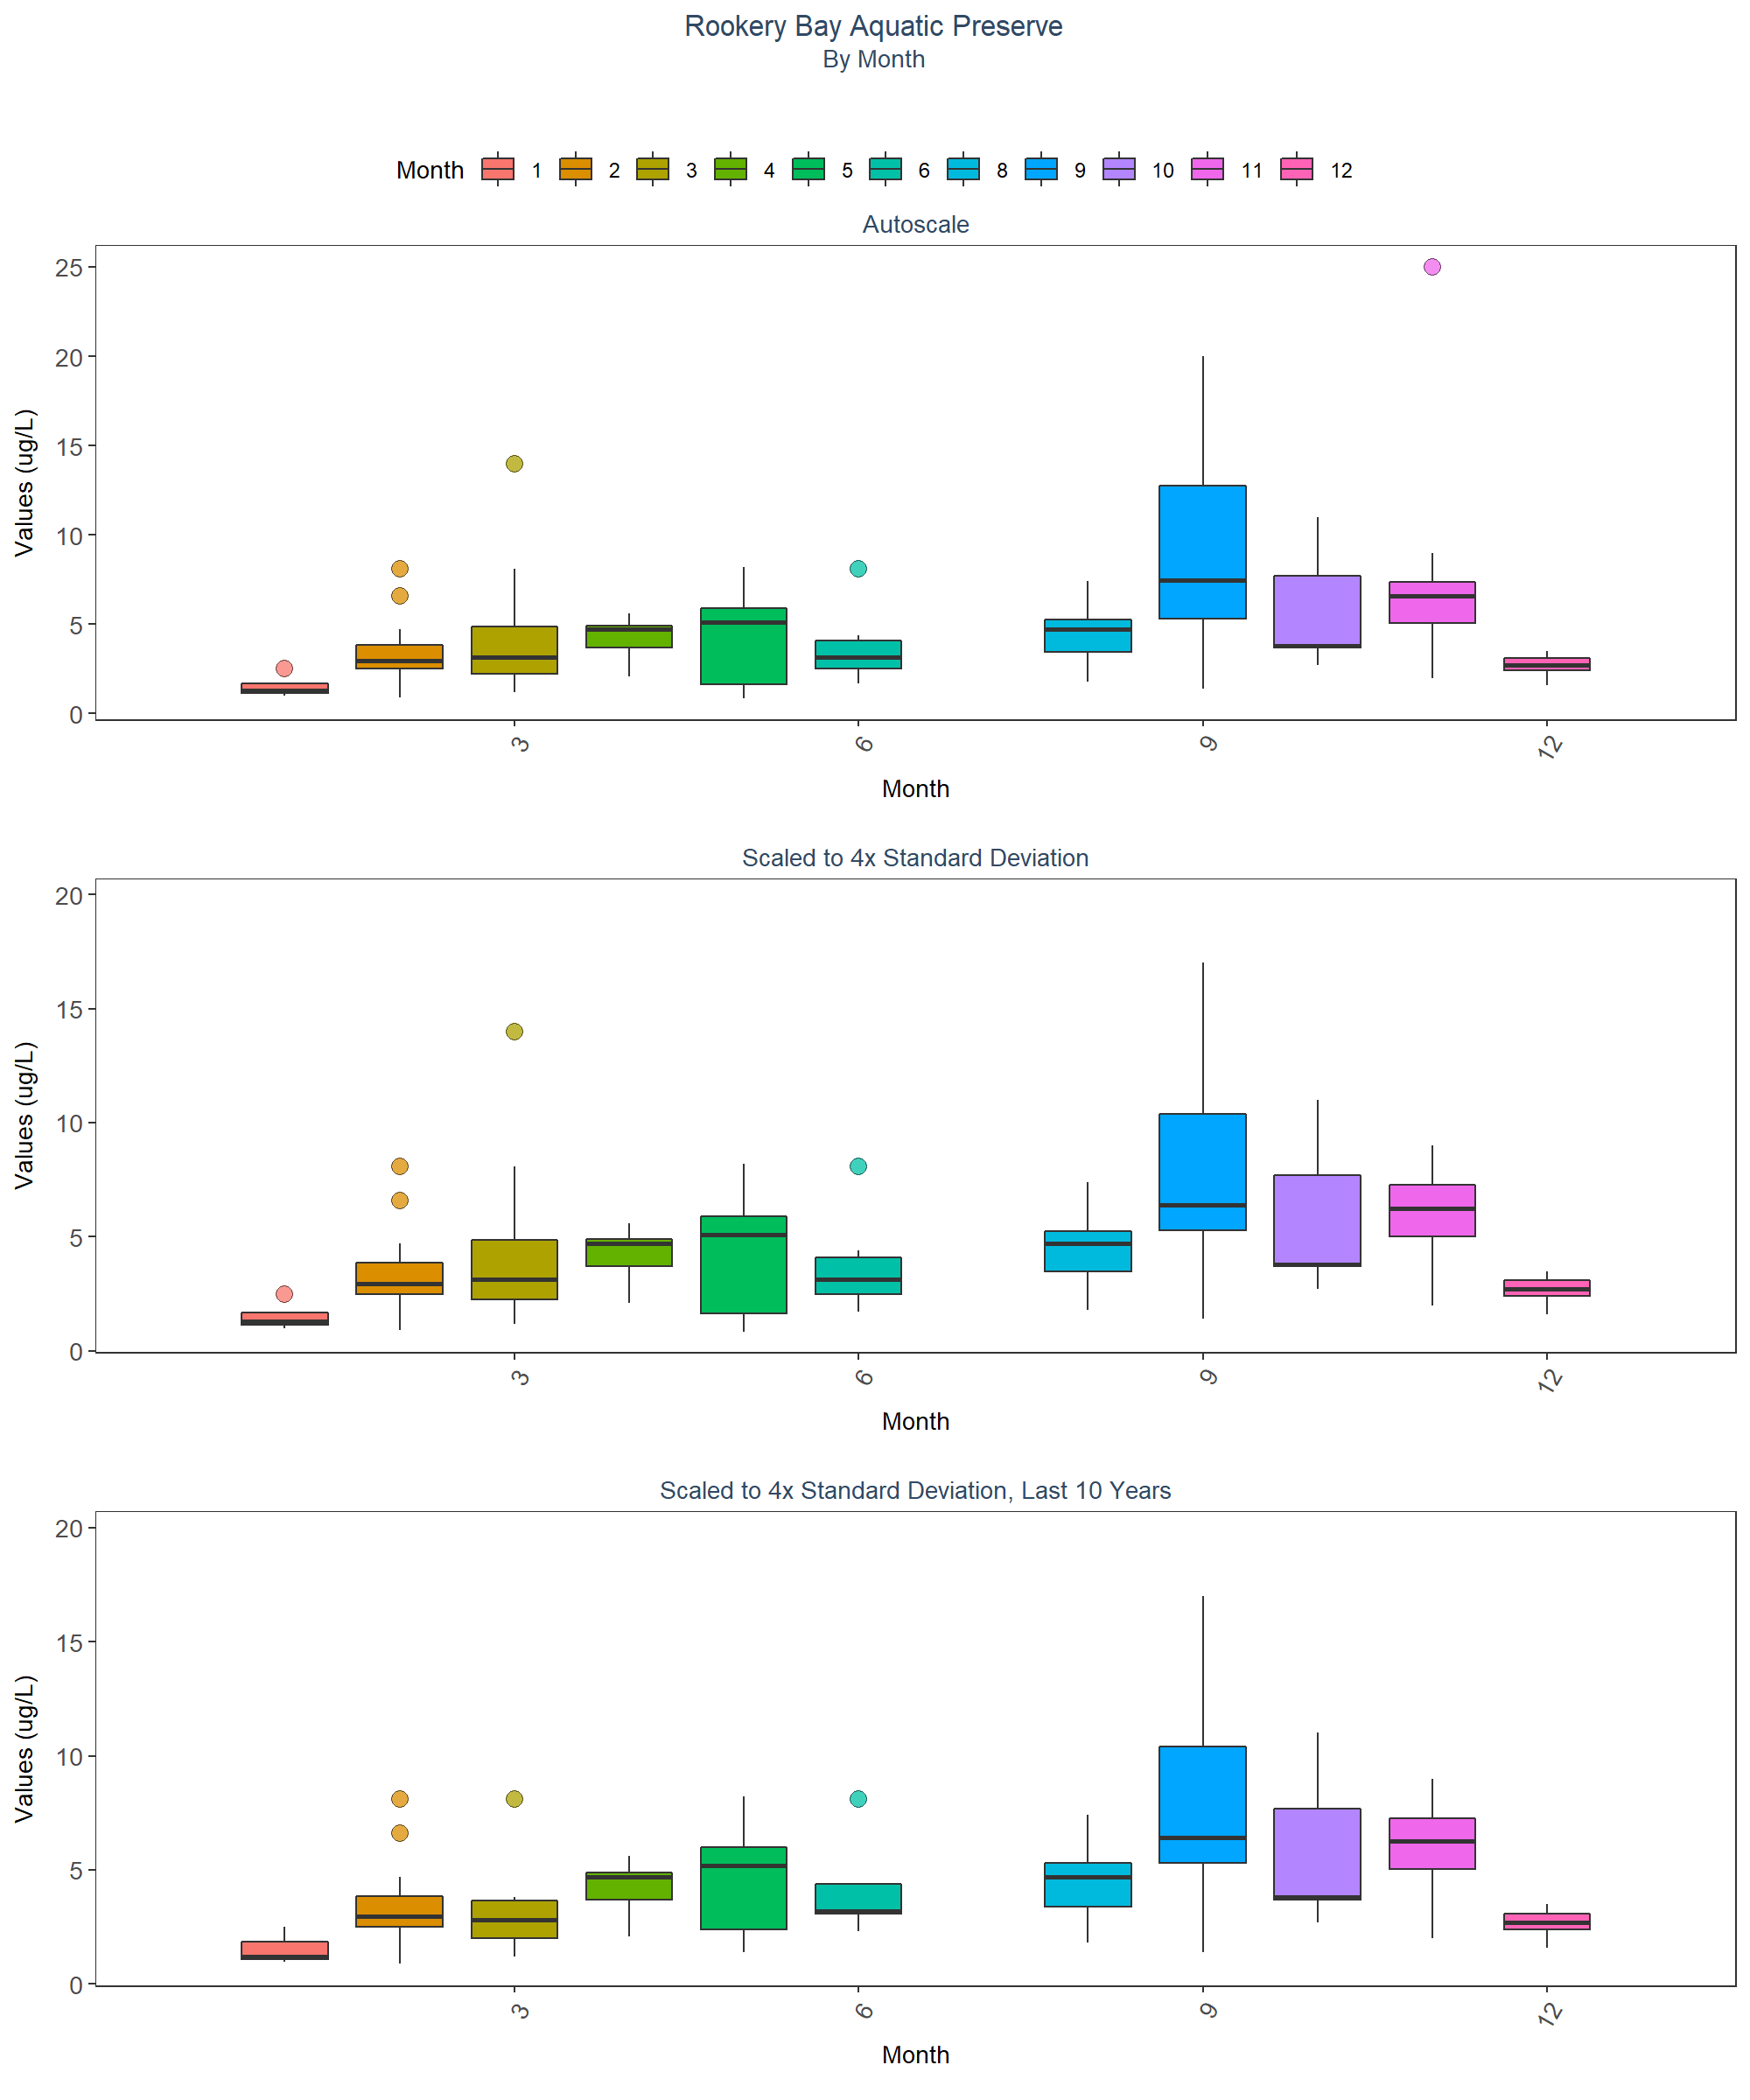 Rookery Bay Aquatic Preserve
By Month
Month 1 2 3 4 5 6 8 9 10 11 12
Autoscale
Values (ug/L)
25
20
15
10
5
0
3 6 9 12
Month
Scaled to 4x Standard Deviation
Values (ug/L)
20
15
10
5
0
3 6 9 12
Month
Scaled to 4x Standard Deviation, Last 10 Years
Values (ug/L)
20
15
10
5
0
3 6 9 12
Month